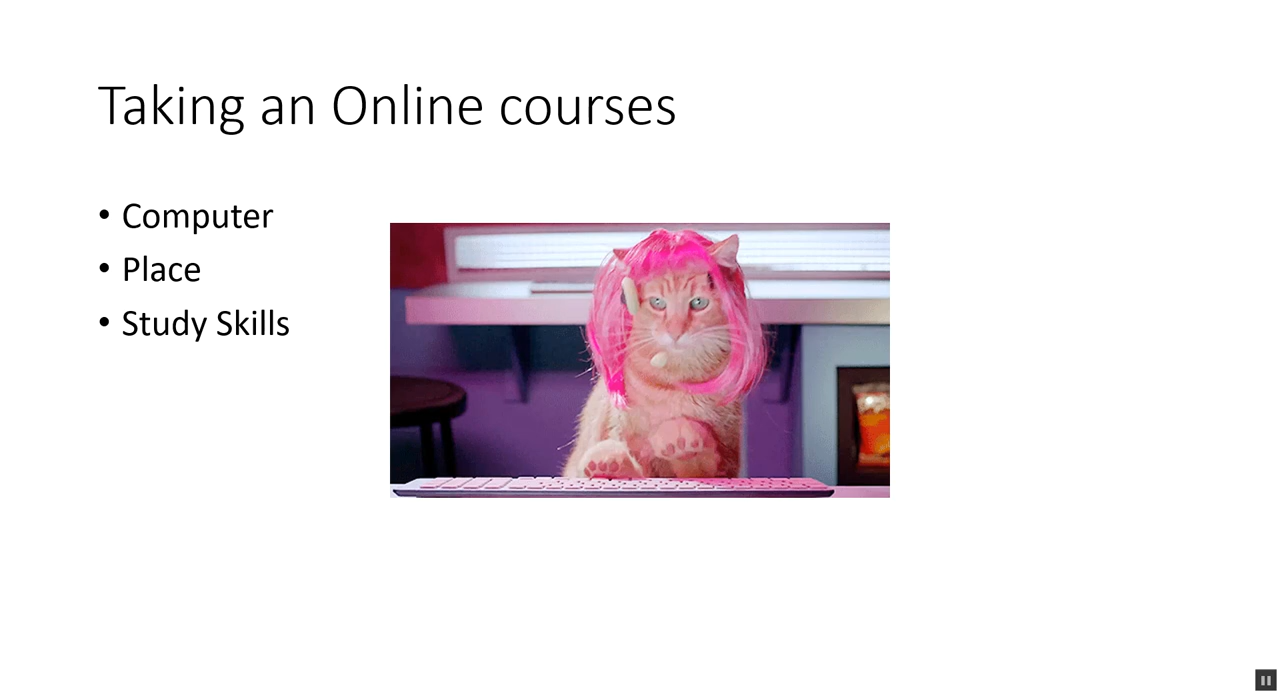 Taking an Online courses
• Computer
• Place
• Study Skills